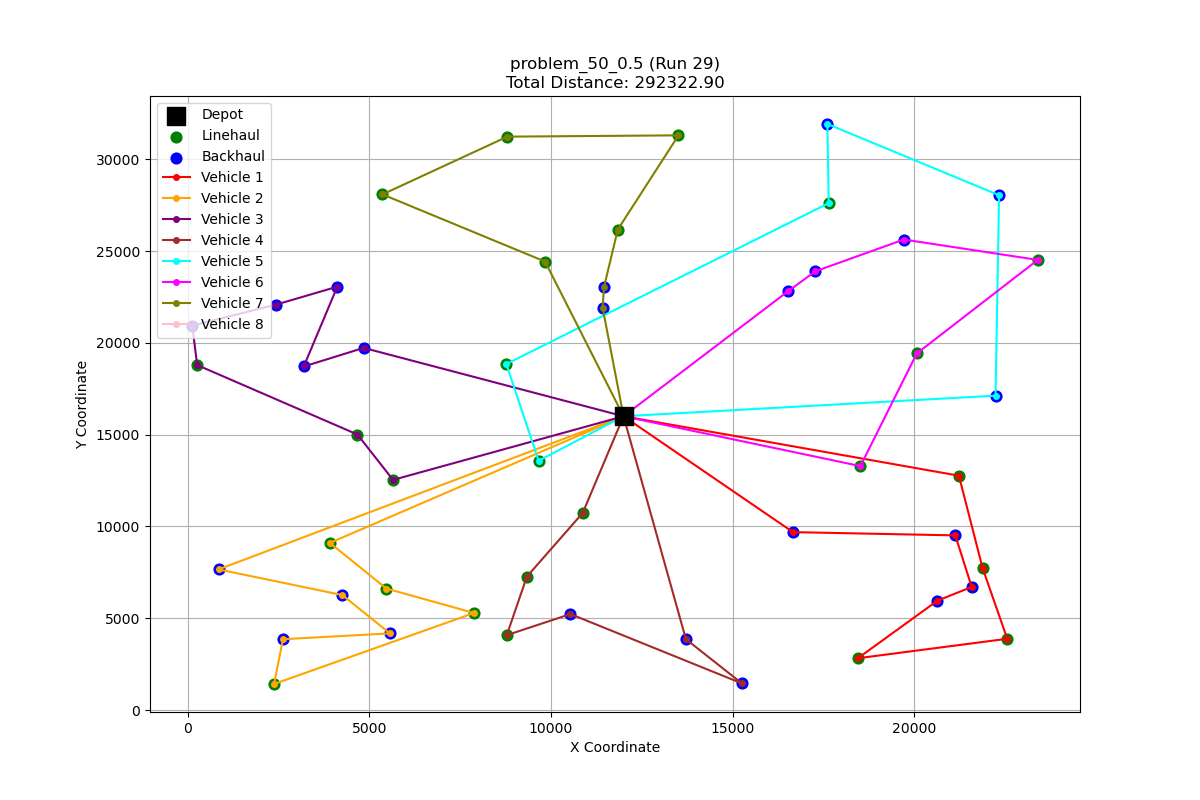 problem_50_0.5 (Run 29)
Total Distance: 292322.90
Depot
Linehaul
Backhaul
Vehicle 1
Vehicle 2
Vehicle 3
Vehicle 4
Vehicle 5
Vehicle 6
Vehicle 7
Vehicle 8
30000
25000
20000
15000
10000
5000
0
Y Coordinate
0
5000
10000
15000
20000
X Coordinate